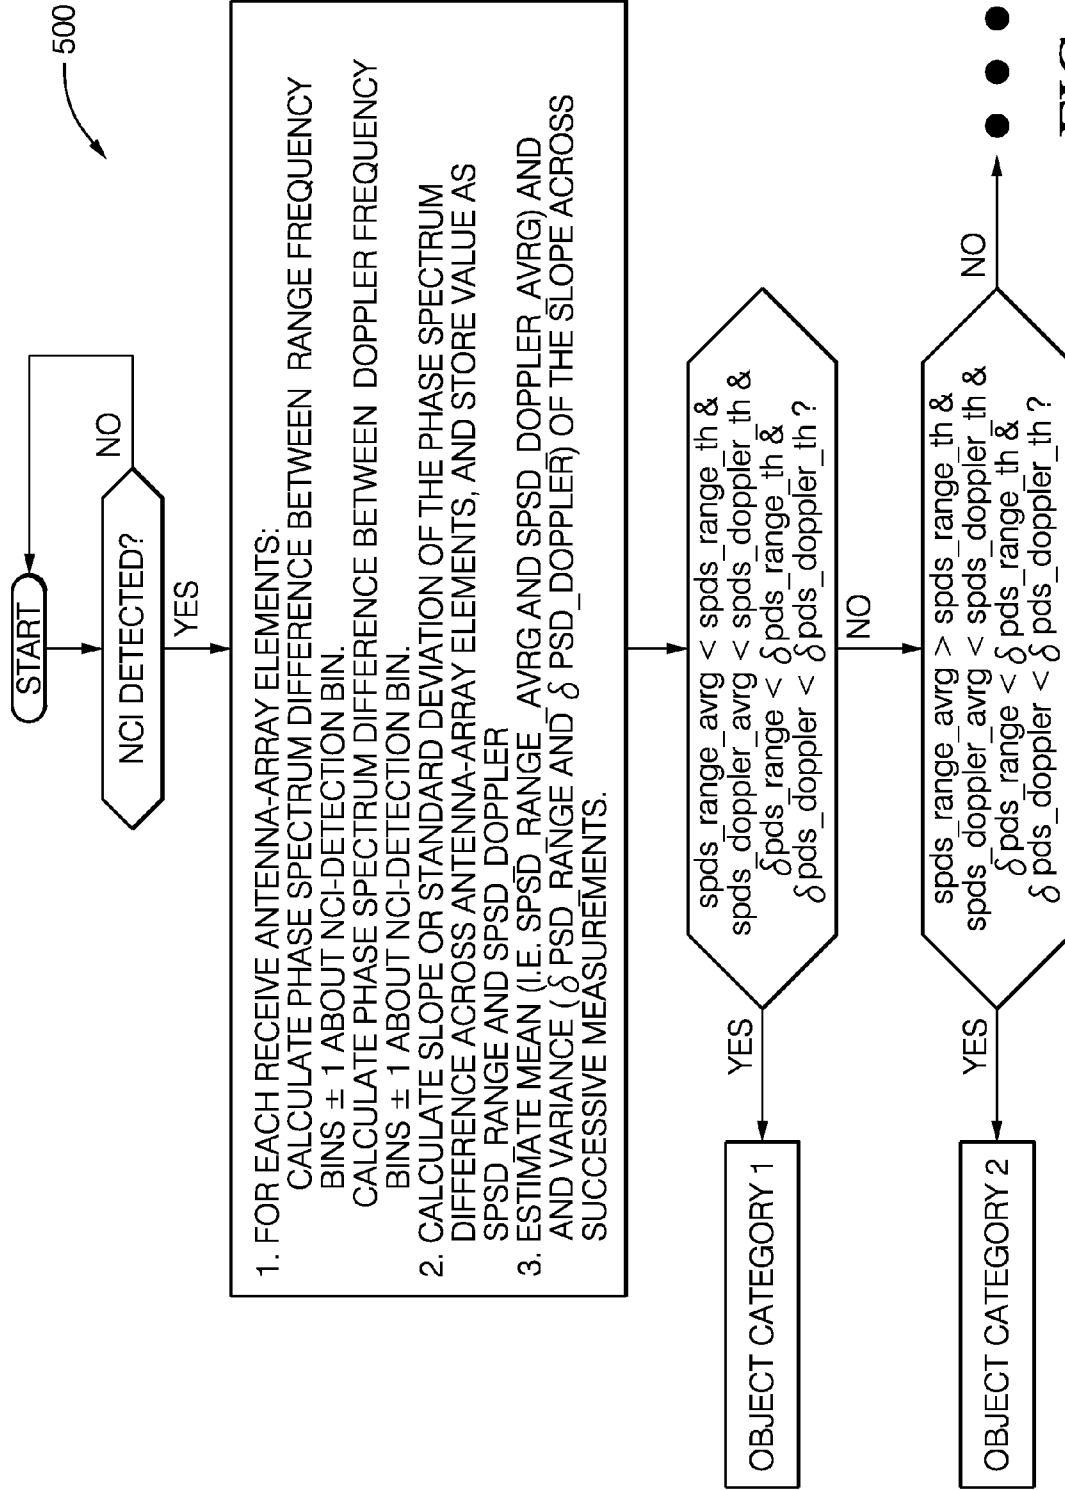 500
START
NO
NCI DETECTED?
YES
1. FOR EACH RECEIVE ANTENNA-ARRAY ELEMENTS:
CALCULATE PHASE SPECTRUM DIFFERENCE BETWEEN RANGE FREQUENCY
BINS ± 1 ABOUT NCI-DETECTION BIN.
CALCULATE PHASE SPECTRUM DIFFERENCE BETWEEN DOPPLER FREQUENCY
BINS ± 1 ABOUT NCI-DETECTION BIN.
2. CALCULATE SLOPE OR STANDARD DEVIATION OF THE PHASE SPECTRUM
DIFFERENCE ACROSS ANTENNA-ARRAY ELEMENTS, AND STORE VALUE AS
SPSD_RANGE AND SPSD_DOPPLER
3. ESTIMATE MEAN (I.E. SPSD_RANGE_AVRG AND SPSD_DOPPLER_AVRG) AND
AND VARIANCE (δ PSD_RANGE AND δ PSD_DOPPLER) OF THE SLOPE ACROSS
SUCCESSIVE MEASUREMENTS.
spds_range_avrg < spds_range_th &
spds_doppler_avrg < spds_doppler_th &
δpds_range < δpds_range_th &
δpds_doppler < δpds_doppler_th ?
YES
OBJECT CATEGORY 1
NO
spds_range_avrg > spds_range_th &
spds_doppler_avrg < spds_doppler_th &
δpds_range < δpds_range_th &
δpds_doppler < δpds_doppler_th ?
NO
YES
OBJECT CATEGORY 2